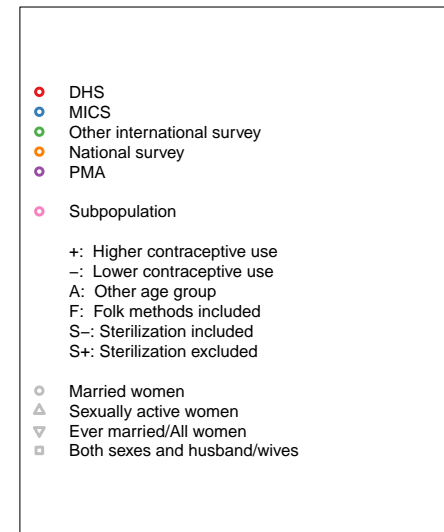 DHS
MICS
Other international survey
National survey
PMA
Subpopulation
+: Higher contraceptive use
−: Lower contraceptive use
A: Other age group
F: Folk methods included
S−: Sterilization included
S+: Sterilization excluded
Married women
Sexually active women
Ever married/All women
Both sexes and husband/wives